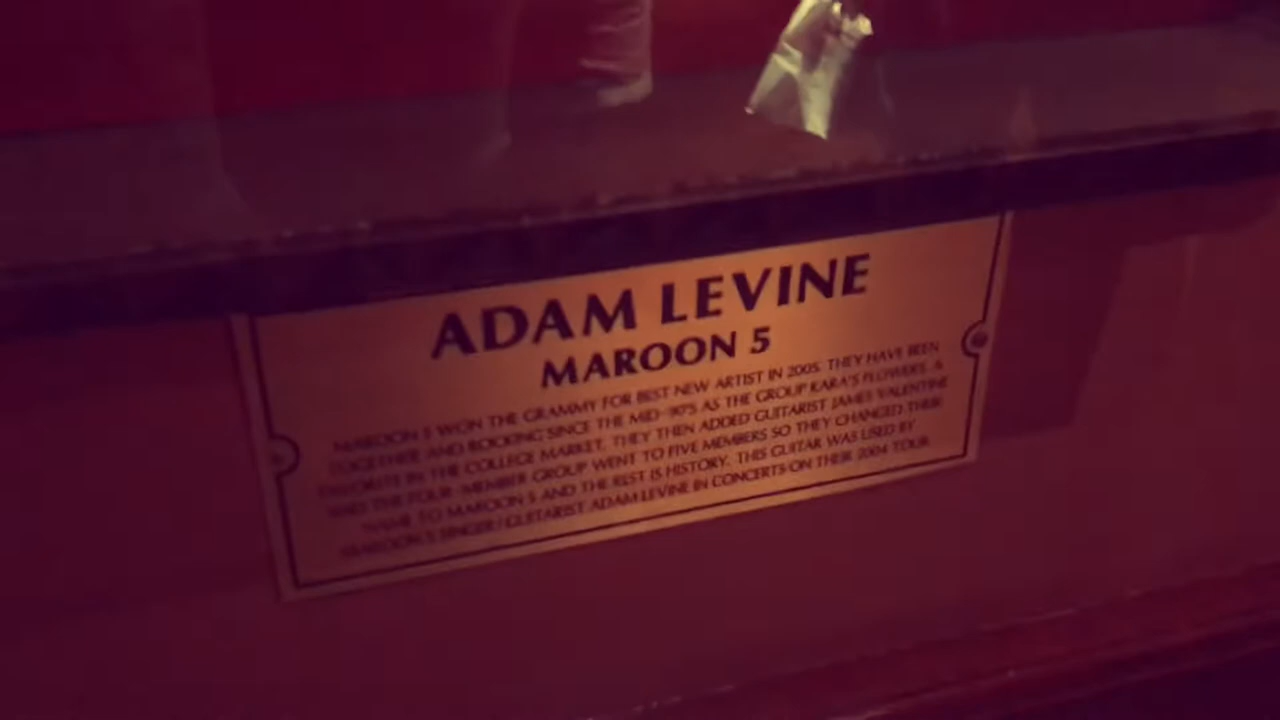 ADAM LEVINE
MAROON 5
MAROON 5 WON THE GRAMMY FOR BEST NEW ARTIST IN 2005. THEY HAVE BEEN
TOGETHER AND ROCKING SINCE THE MID-90'S AS THE GROUP KARA'S FLOWERS. A
FAVORITE IN THE COLLEGE MARKET. THEY THEN ADDED GUITARIST JAMES VALENTINE
AND THE FOUR-MEMBER GROUP WENT TO FIVE MEMBERS SO THEY CHANGED THEIR
NAME TO MAROON 5 AND THE REST IS HISTORY. THIS GUITAR WAS USED BY
MAROON 5 SINGER/GUITARIST ADAM LEVINE IN CONCERTS ON THEIR 2004 TOUR